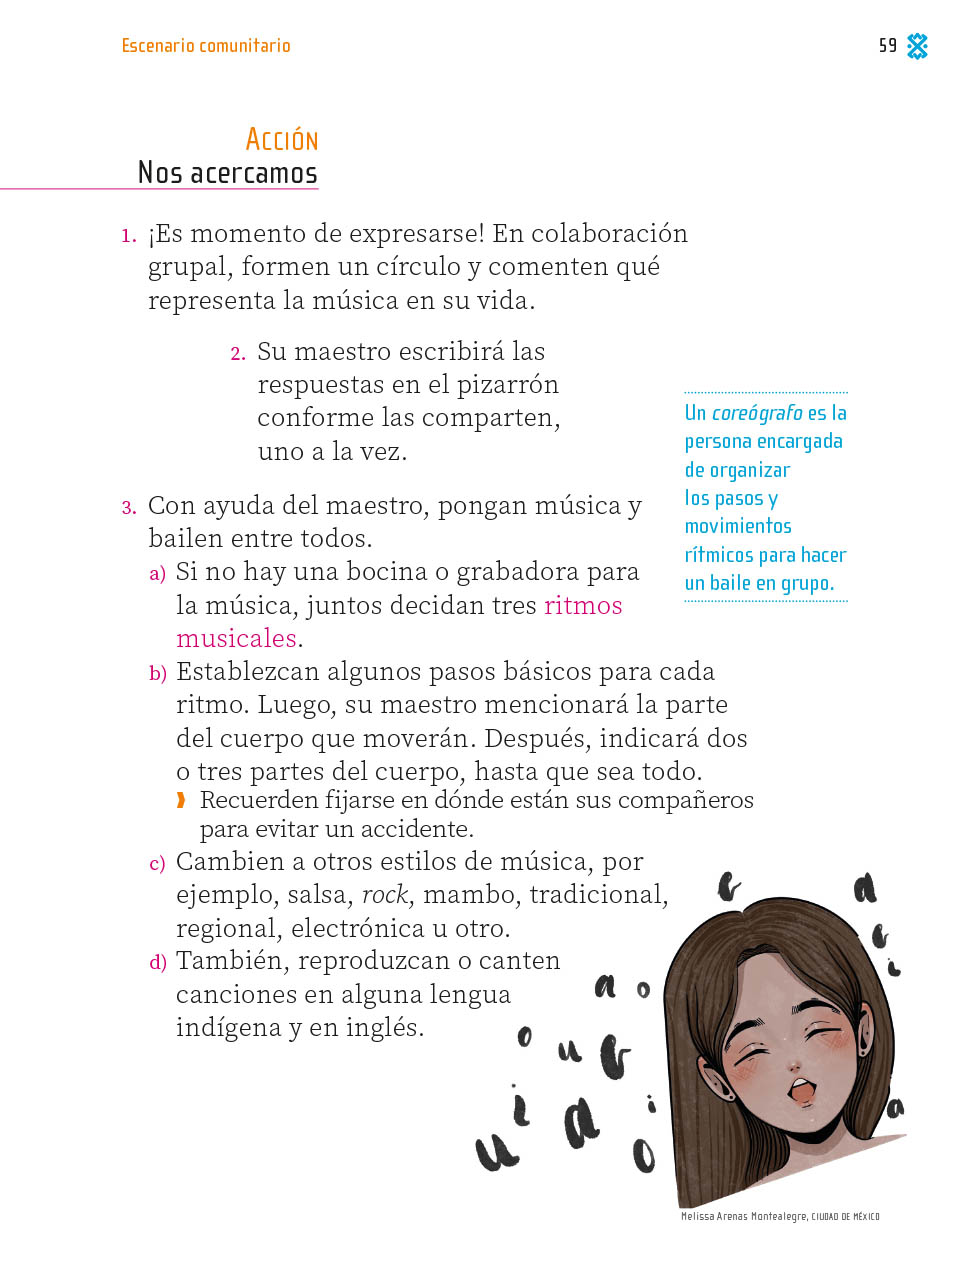 Escenario comunitario
59
Acción
Nos acercamos
1. ¡Es momento de expresarse! En colaboración
grupal, formen un círculo y comenten qué
representa la música en su vida.
2. Su maestro escribirá las
respuestas en el pizarrón
conforme las comparten,
uno a la vez.
3. Con ayuda del maestro, pongan música y
bailen entre todos.
a) Si no hay una bocina o grabadora para
la música, juntos decidan tres ritmos
musicales.
b) Establezcan algunos pasos básicos para cada
ritmo. Luego, su maestro mencionará la parte
del cuerpo que moverán. Después, indicará dos
o tres partes del cuerpo, hasta que sea todo.
Recuerden fijarse en dónde están sus compañeros
para evitar un accidente.
c) Cambien a otros estilos de música, por
ejemplo, salsa, rock, mambo, tradicional,
regional, electrónica u otro.
d) También, reproduzcan o canten
canciones en alguna lengua
indígena y en inglés.
Un coreógrafo es la
persona encargada
de organizar
los pasos y
movimientos
rítmicos para hacer
un baile en grupo.
e a
e
i
a o
o u e
i
a i
u o
a
Melissa Arenas Montealegre, CIUDAD DE MÉXICO